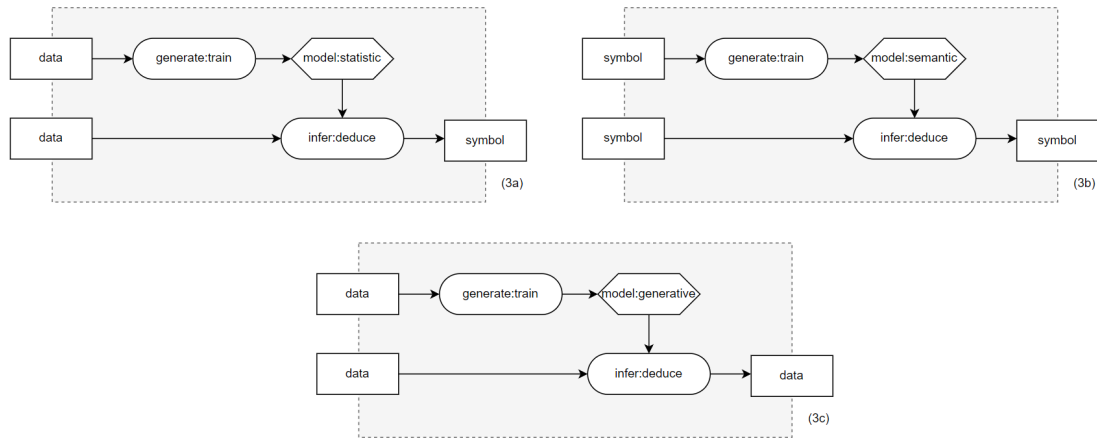 data
generate:train
model:statistic
data
infer:deduce
symbol
(3a)
symbol
generate:train
model:semantic
symbol
infer:deduce
symbol
(3b)
data
generate:train
model:generative
data
infer:deduce
data
(3c)